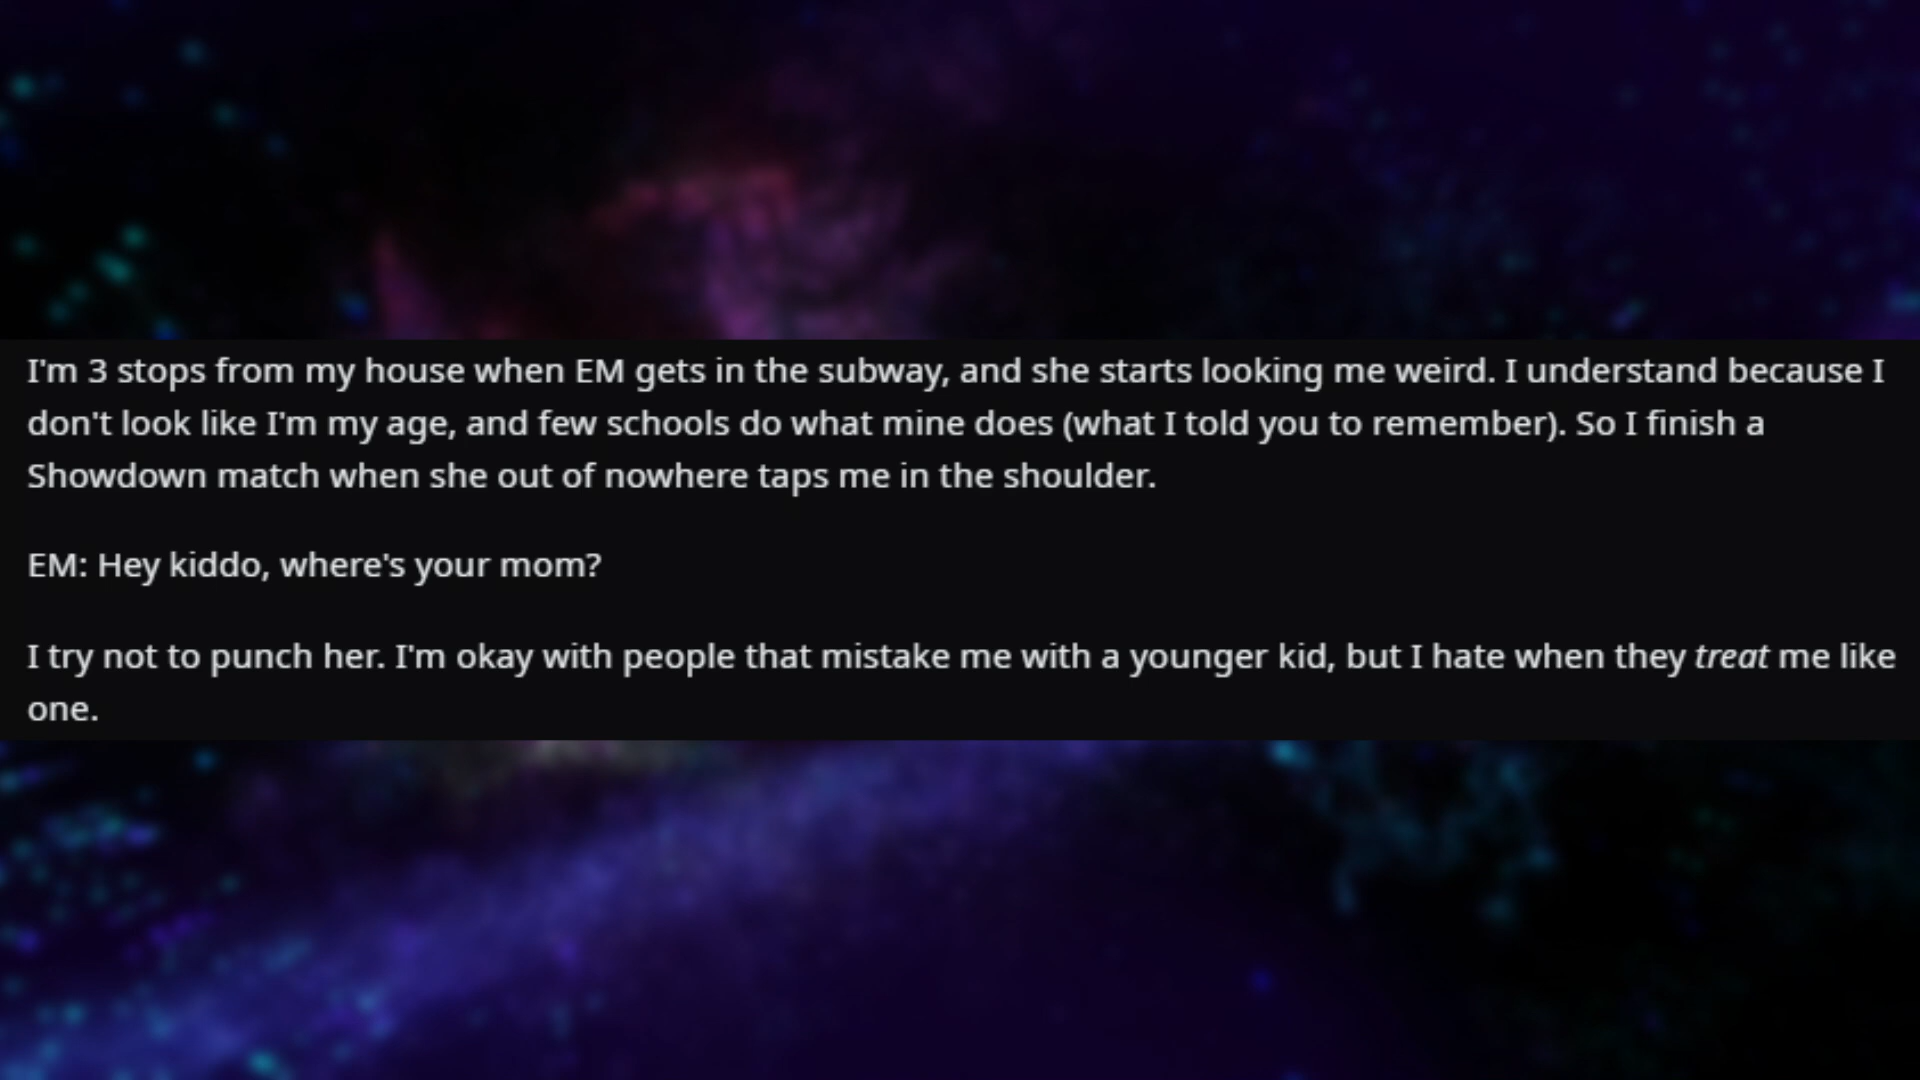 I'm 3 stops from my house when EM gets in the subway, and she starts looking me weird. I understand because I
don't look like I'm my age, and few schools do what mine does (what I told you to remember). So I finish a
Showdown match when she out of nowhere taps me in the shoulder.
EM: Hey kiddo, where's your mom?
I try not to punch her. I'm okay with people that mistake me with a younger kid, but I hate when they treat me like
one.